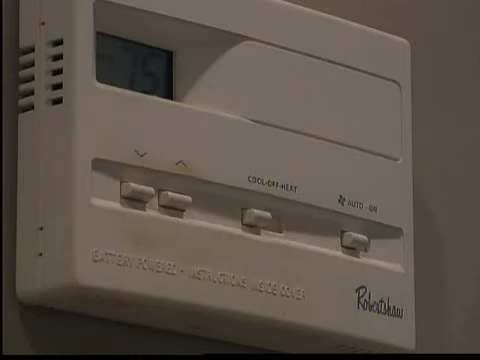 75
COOL-OFF-HEAT
AUTO - ON
BATTERY POWERED - INSTRUCTIONS INSIDE COVER
Robertshaw